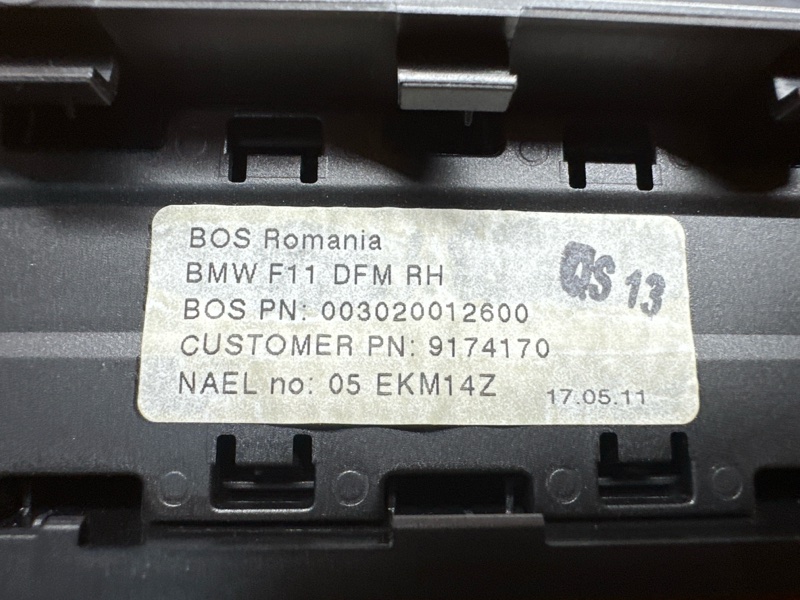 BOS Romania
BMW F11 DFM RH
QS 13
BOS PN: 003020012600
CUSTOMER PN: 9174170
NAEL no: 05 EKM14Z
17.05.11